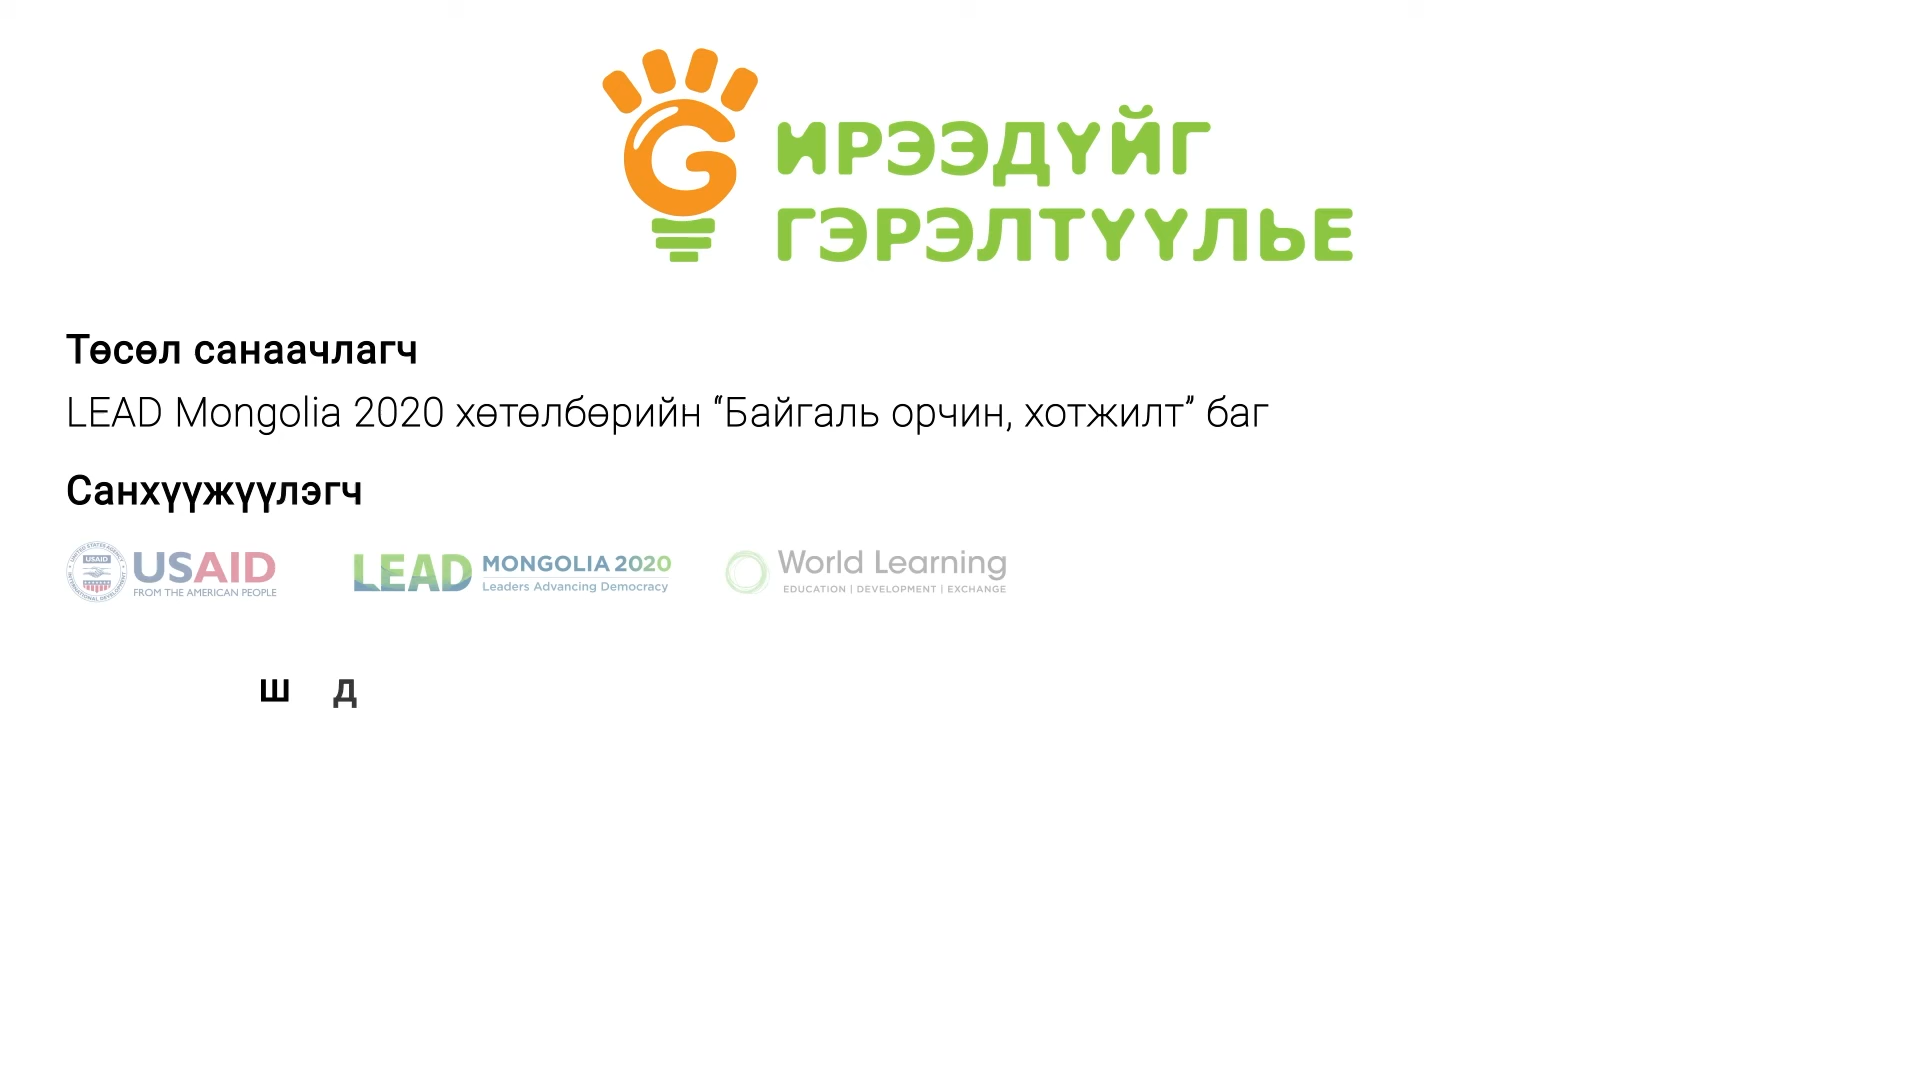 ИРЭЭДҮЙГ
ГЭРЭЛТҮҮЛЬЕ
Төсөл санаачлагч
LEAD Mongolia 2020 хөтөлбөрийн “Байгаль орчин, хотжилт” баг
Санхүүжүүлэгч
USAID
FROM THE AMERICAN PEOPLE
LEAD MONGOLIA 2020
Leaders Advancing Democracy
World Learning
EDUCATION | DEVELOPMENT | EXCHANGE
ш д